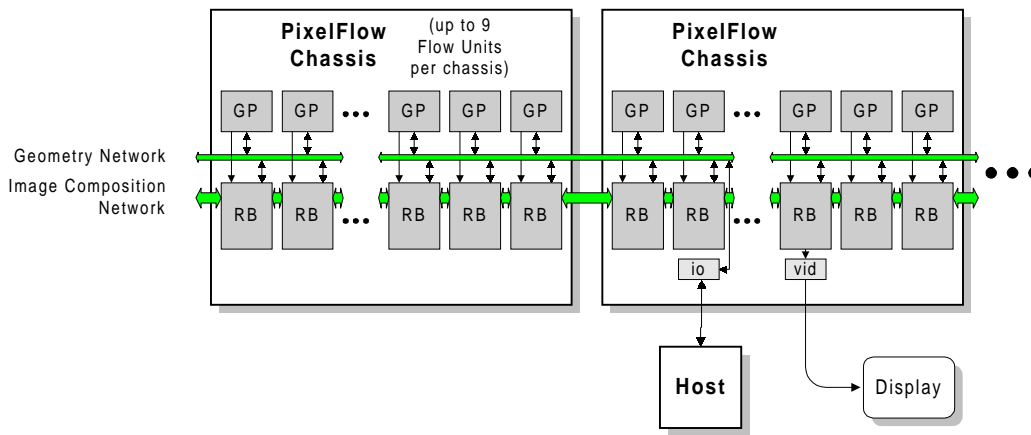 PixelFlow
Chassis
(up to 9
Flow Units
per chassis)
PixelFlow
Chassis
GP GP ••• GP GP GP GP GP ••• GP GP GP
Geometry Network
Image Composition
Network
RB RB ••• RB RB RB RB RB ••• RB RB RB
•••
io vid
Host Display